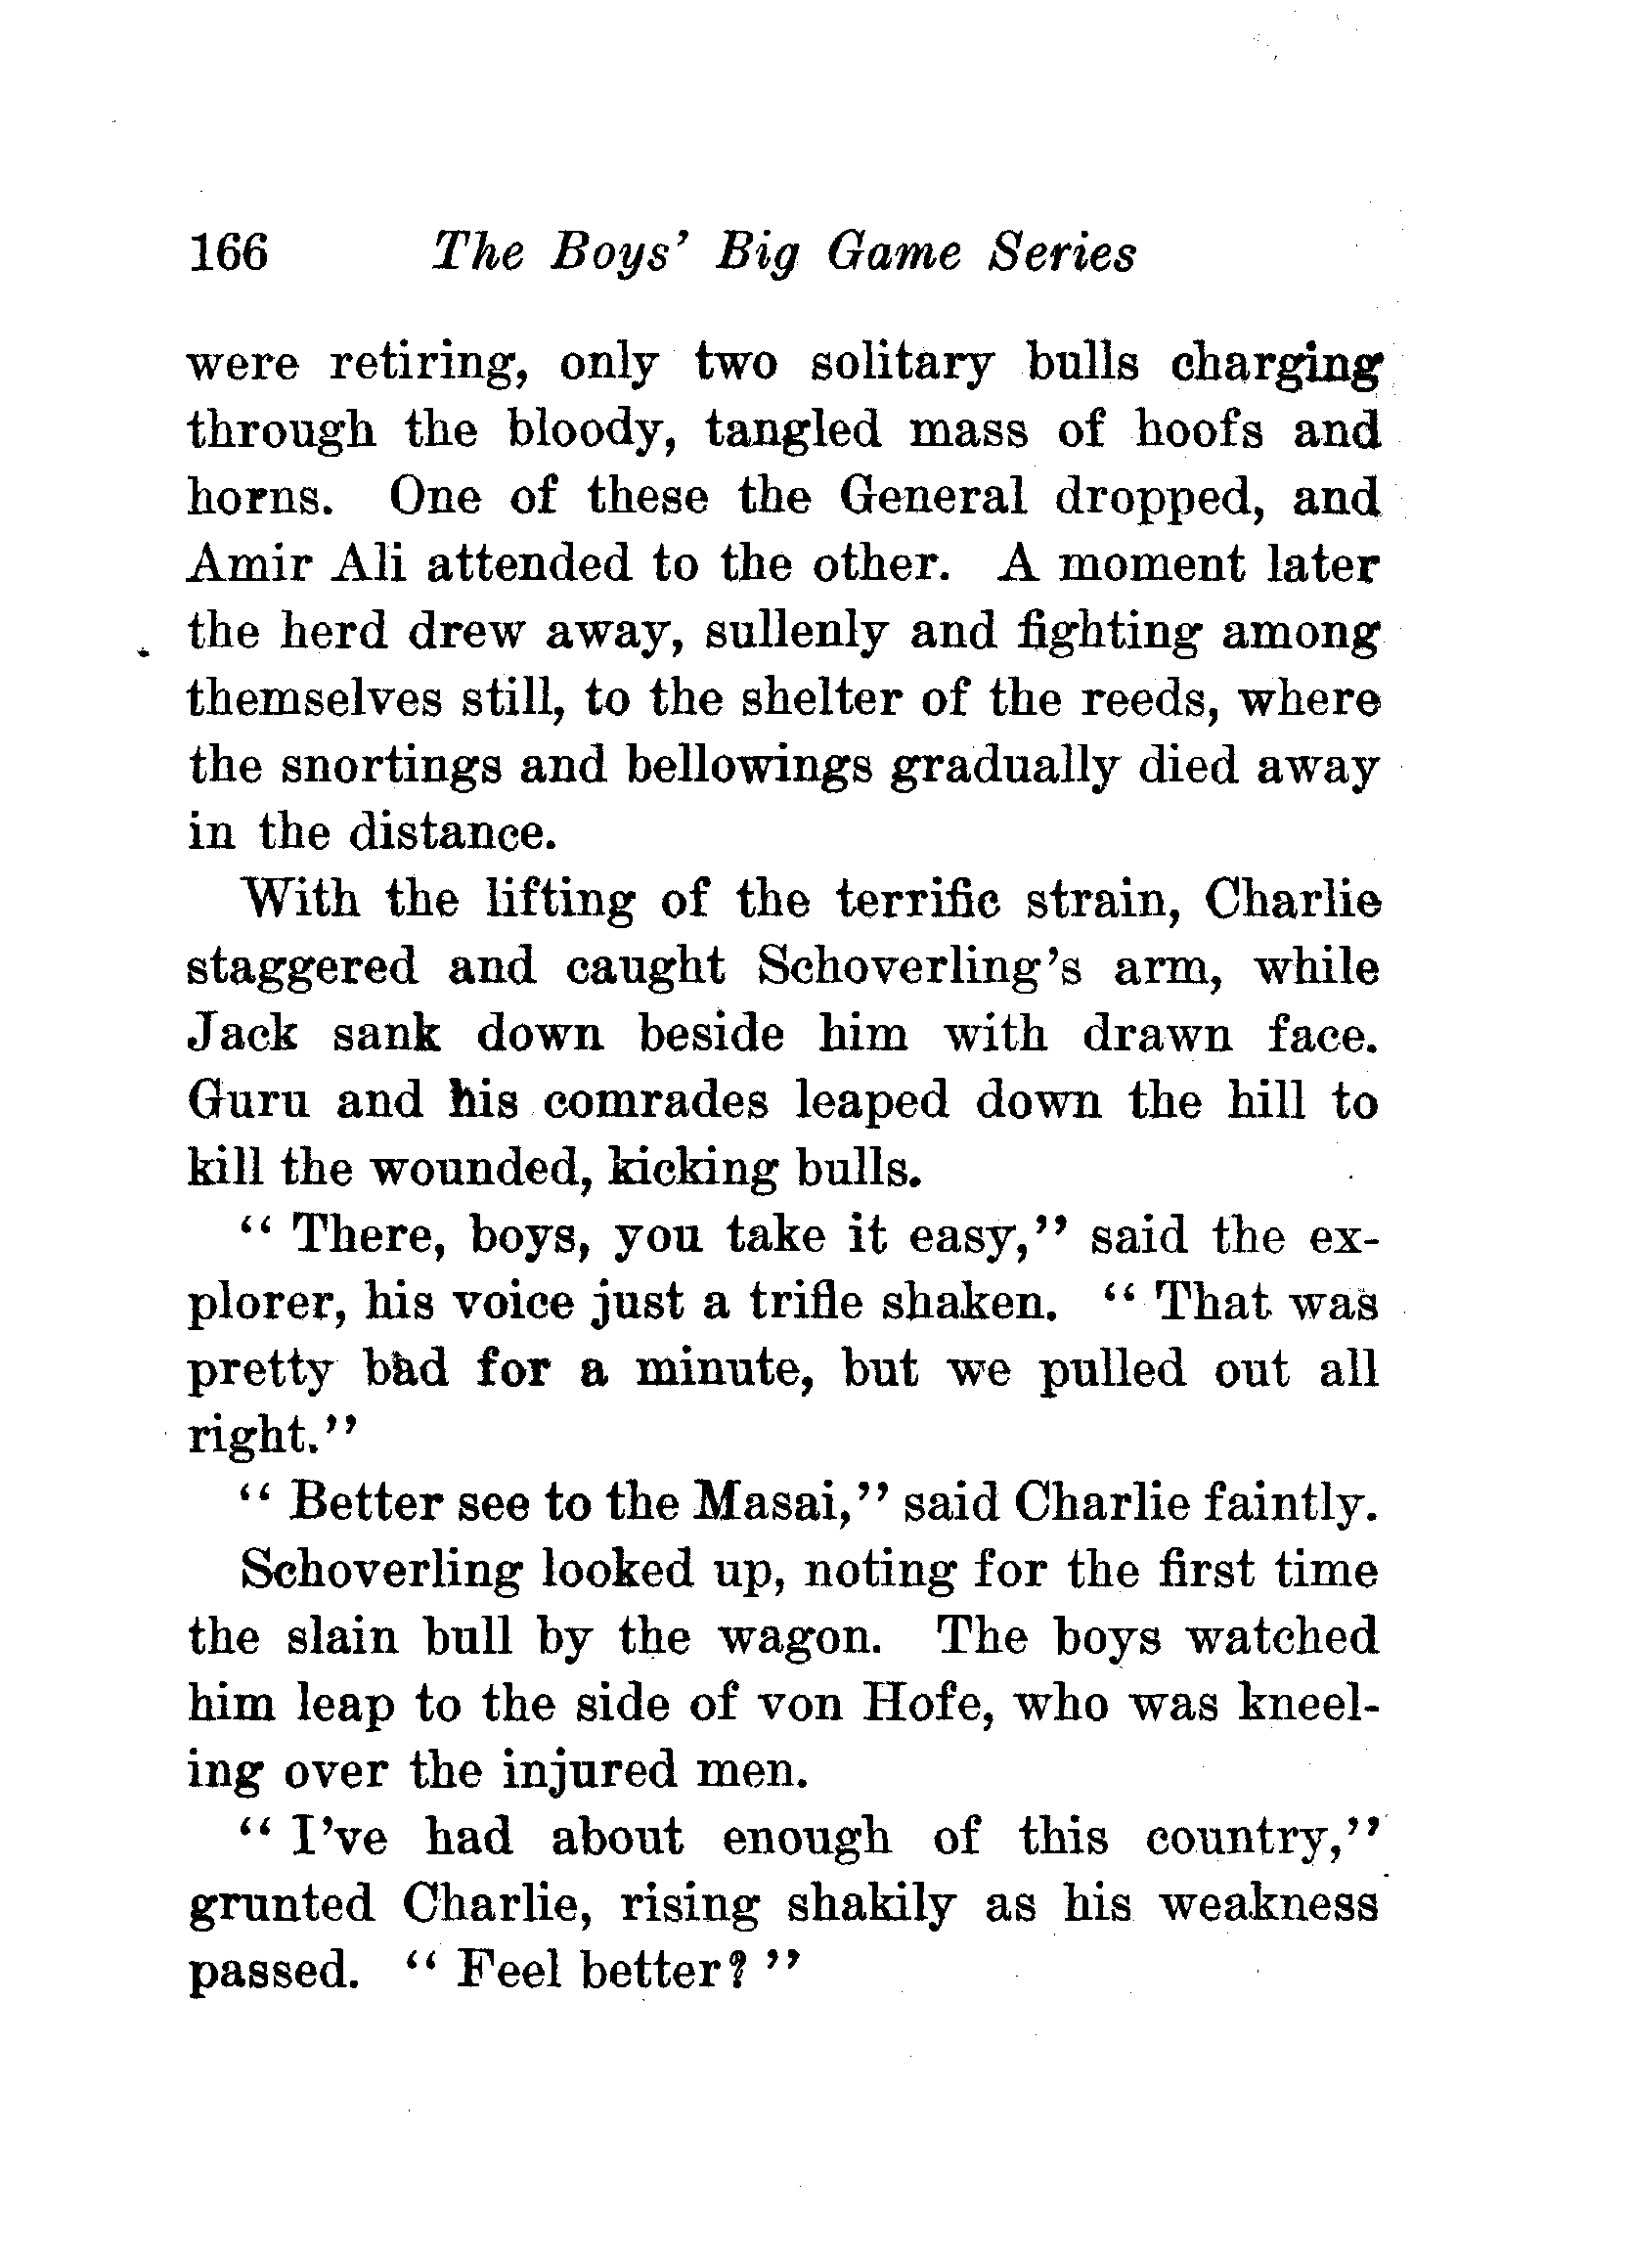 166 The Boys' Big Game Series
were retiring, only two solitary bulls charging
through the bloody, tangled mass of hoofs and
horns. One of these the General dropped, and
Amir Ali attended to the other. A moment later
the herd drew away, sullenly and fighting among
themselves still, to the shelter of the reeds, where
the snortings and bellowings gradually died away
in the distance.
With the lifting of the terrific strain, Charlie
staggered and caught Schoverling's arm, while
Jack sank down beside him with drawn face.
Guru and his comrades leaped down the hill to
kill the wounded, kicking bulls.
" There, boys, you take it easy," said the ex-
plorer, his voice just a trifle shaken. " That was
pretty bad for a minute, but we pulled out all
right."
" Better see to the Masai," said Charlie faintly.
Schoverling looked up, noting for the first time
the slain bull by the wagon. The boys watched
him leap to the side of von Hofe, who was kneel-
ing over the injured men.
" I've had about enough of this country,"
grunted Charlie, rising shakily as his weakness
passed. " Feel better? "